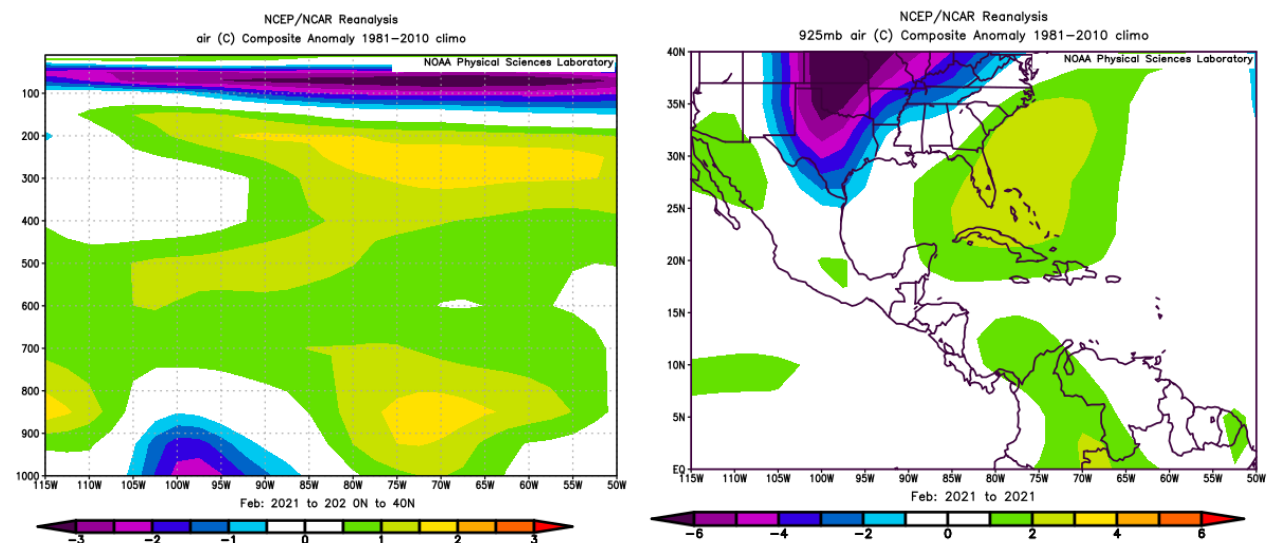 NCEP/NCAR Reanalysis
air (C) Composite Anomaly 1981-2010 climo
NOAA Physical Sciences Laboratory
100
200
300
400
500
600
700
800
900
1000
115W 110W 105W 100W 95W 90W 85W 80W 75W 70W 65W 60W 55W 50W
Feb: 2021 to 202 0N to 40N
-3 -2 -1 0 1 2 3
NCEP/NCAR Reanalysis
925mb air (C) Composite Anomaly 1981-2010 climo
NOAA Physical Sciences Laboratory
40N
35N
30N
25N
20N
15N
10N
5N
EQ
115W 110W 105W 100W 95W 90W 85W 80W 75W 70W 65W 60W 55W 50W
Feb: 2021 to 2021
-6 -4 -2 0 2 4 6